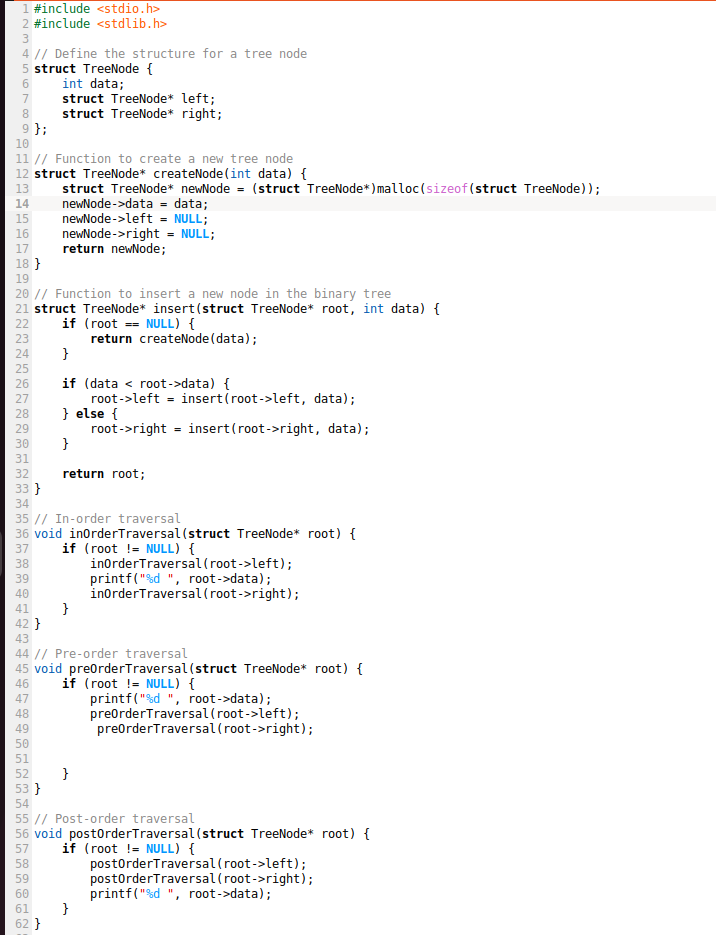 1 #include <stdio.h>
2 #include <stdlib.h>
3
4 // Define the structure for a tree node
5 struct TreeNode {
6     int data;
7     struct TreeNode* left;
8     struct TreeNode* right;
9 };
10
11 // Function to create a new tree node
12 struct TreeNode* createNode(int data) {
13     struct TreeNode* newNode = (struct TreeNode*)malloc(sizeof(struct TreeNode));
14     newNode->data = data;
15     newNode->left = NULL;
16     newNode->right = NULL;
17     return newNode;
18 }
19
20 // Function to insert a new node in the binary tree
21 struct TreeNode* insert(struct TreeNode* root, int data) {
22     if (root == NULL) {
23         return createNode(data);
24     }
25
26     if (data < root->data) {
27         root->left = insert(root->left, data);
28     } else {
29         root->right = insert(root->right, data);
30     }
31
32     return root;
33 }
34
35 // In-order traversal
36 void inOrderTraversal(struct TreeNode* root) {
37     if (root != NULL) {
38         inOrderTraversal(root->left);
39         printf("%d ", root->data);
40         inOrderTraversal(root->right);
41     }
42 }
43
44 // Pre-order traversal
45 void preOrderTraversal(struct TreeNode* root) {
46     if (root != NULL) {
47         printf("%d ", root->data);
48         preOrderTraversal(root->left);
49          preOrderTraversal(root->right);
50
51
52     }
53 }
54
55 // Post-order traversal
56 void postOrderTraversal(struct TreeNode* root) {
57     if (root != NULL) {
58         postOrderTraversal(root->left);
59         postOrderTraversal(root->right);
60         printf("%d ", root->data);
61     }
62 }